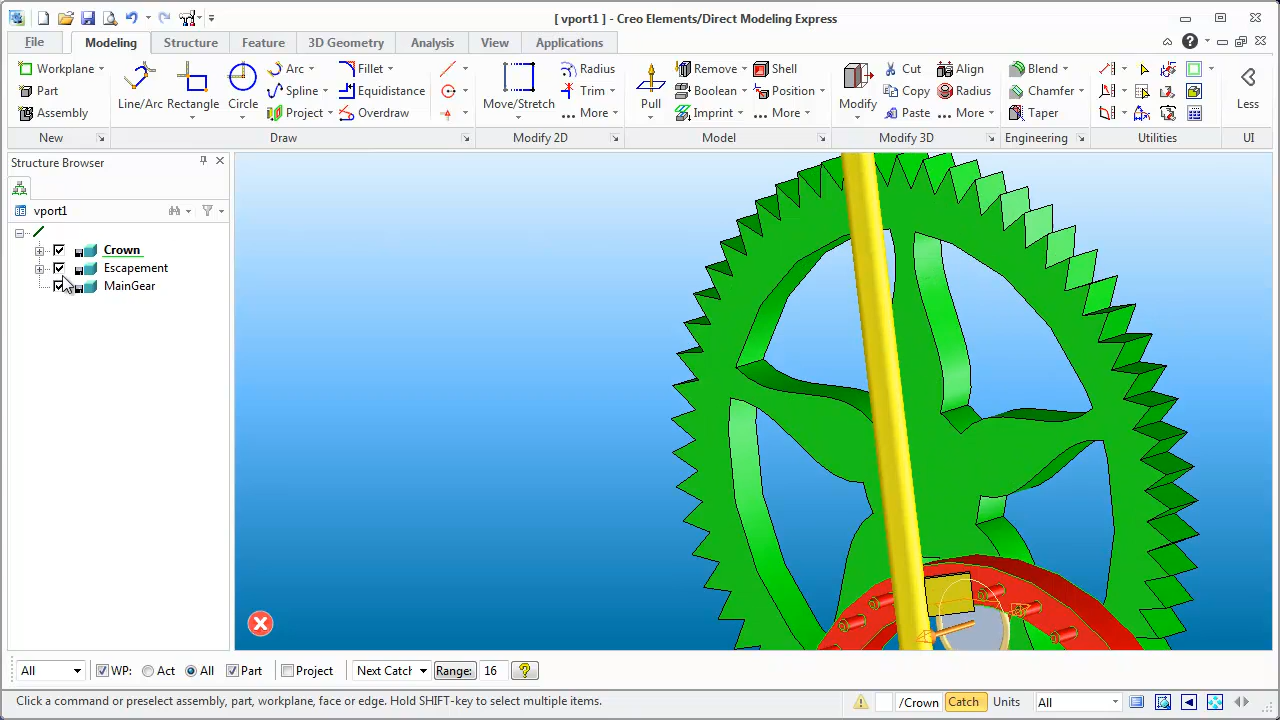 [ vport1 ] - Creo Elements/Direct Modeling Express
File Modeling Structure Feature 3D Geometry Analysis View Applications
Workplane Line/Arc Rectangle Circle Arc Fillet Move/Stretch Radius Pull Remove Shell Modify Cut Align Blend Less
Part Spline Equidistance Trim Boolean Position Copy Radius Chamfer
Assembly Project Overdraw More Imprint More Paste More Taper
New Draw Modify 2D Model Modify 3D Engineering Utilities UI
Structure Browser
vport1
Crown
Escapement
MainGear
All WP: Act All Part Project Next Catch Range: 16
Click a command or preselect assembly, part, workplane, face or edge. Hold SHIFT-key to select multiple items. /Crown Catch Units All